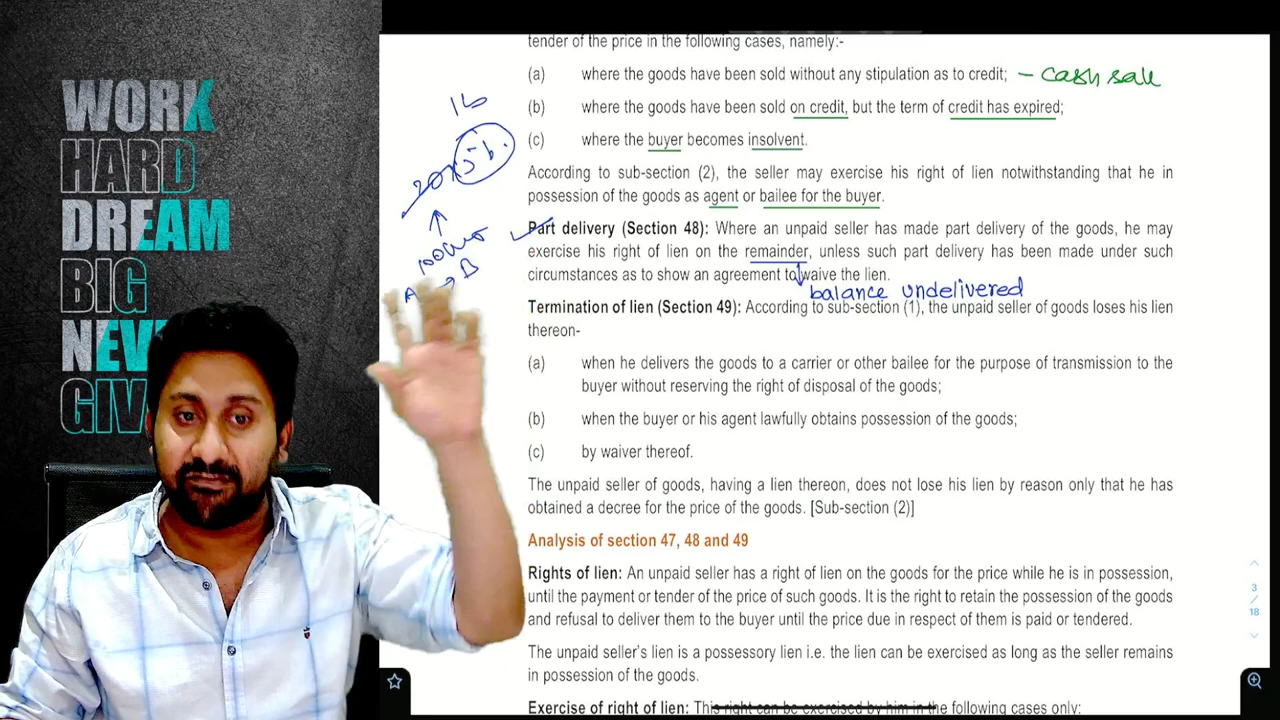 WORK
HARD
DREAM
BIG
NEV
GIV
tender of the price in the following cases, namely:-
(a) where the goods have been sold without any stipulation as to credit; - cash sale
(b) where the goods have been sold on credit, but the term of credit has expired;
(c) where the buyer becomes insolvent.
According to sub-section (2), the seller may exercise his right of lien notwithstanding that he in
possession of the goods as agent or bailee for the buyer.
Part delivery (Section 48): Where an unpaid seller has made part delivery of the goods, he may
exercise his right of lien on the remainder, unless such part delivery has been made under such
circumstances as to show an agreement to waive the lien.
balance undelivered
A → B
Termination of lien (Section 49): According to sub-section (1), the unpaid seller of goods loses his lien
thereon-
(a) when he delivers the goods to a carrier or other bailee for the purpose of transmission to the
buyer without reserving the right of disposal of the goods;
(b) when the buyer or his agent lawfully obtains possession of the goods;
(c) by waiver thereof.
The unpaid seller of goods, having a lien thereon, does not lose his lien by reason only that he has
obtained a decree for the price of the goods. [Sub-section (2)]
Analysis of section 47, 48 and 49
Rights of lien: An unpaid seller has a right of lien on the goods for the price while he is in possession,
until the payment or tender of the price of such goods. It is the right to retain the possession of the goods
and refusal to deliver them to the buyer until the price due in respect of them is paid or tendered.
The unpaid seller's lien is a possessory lien i.e. the lien can be exercised as long as the seller remains
in possession of the goods.
Exercise of right of lien: This right can be exercised by him in the following cases only:
3
/
18